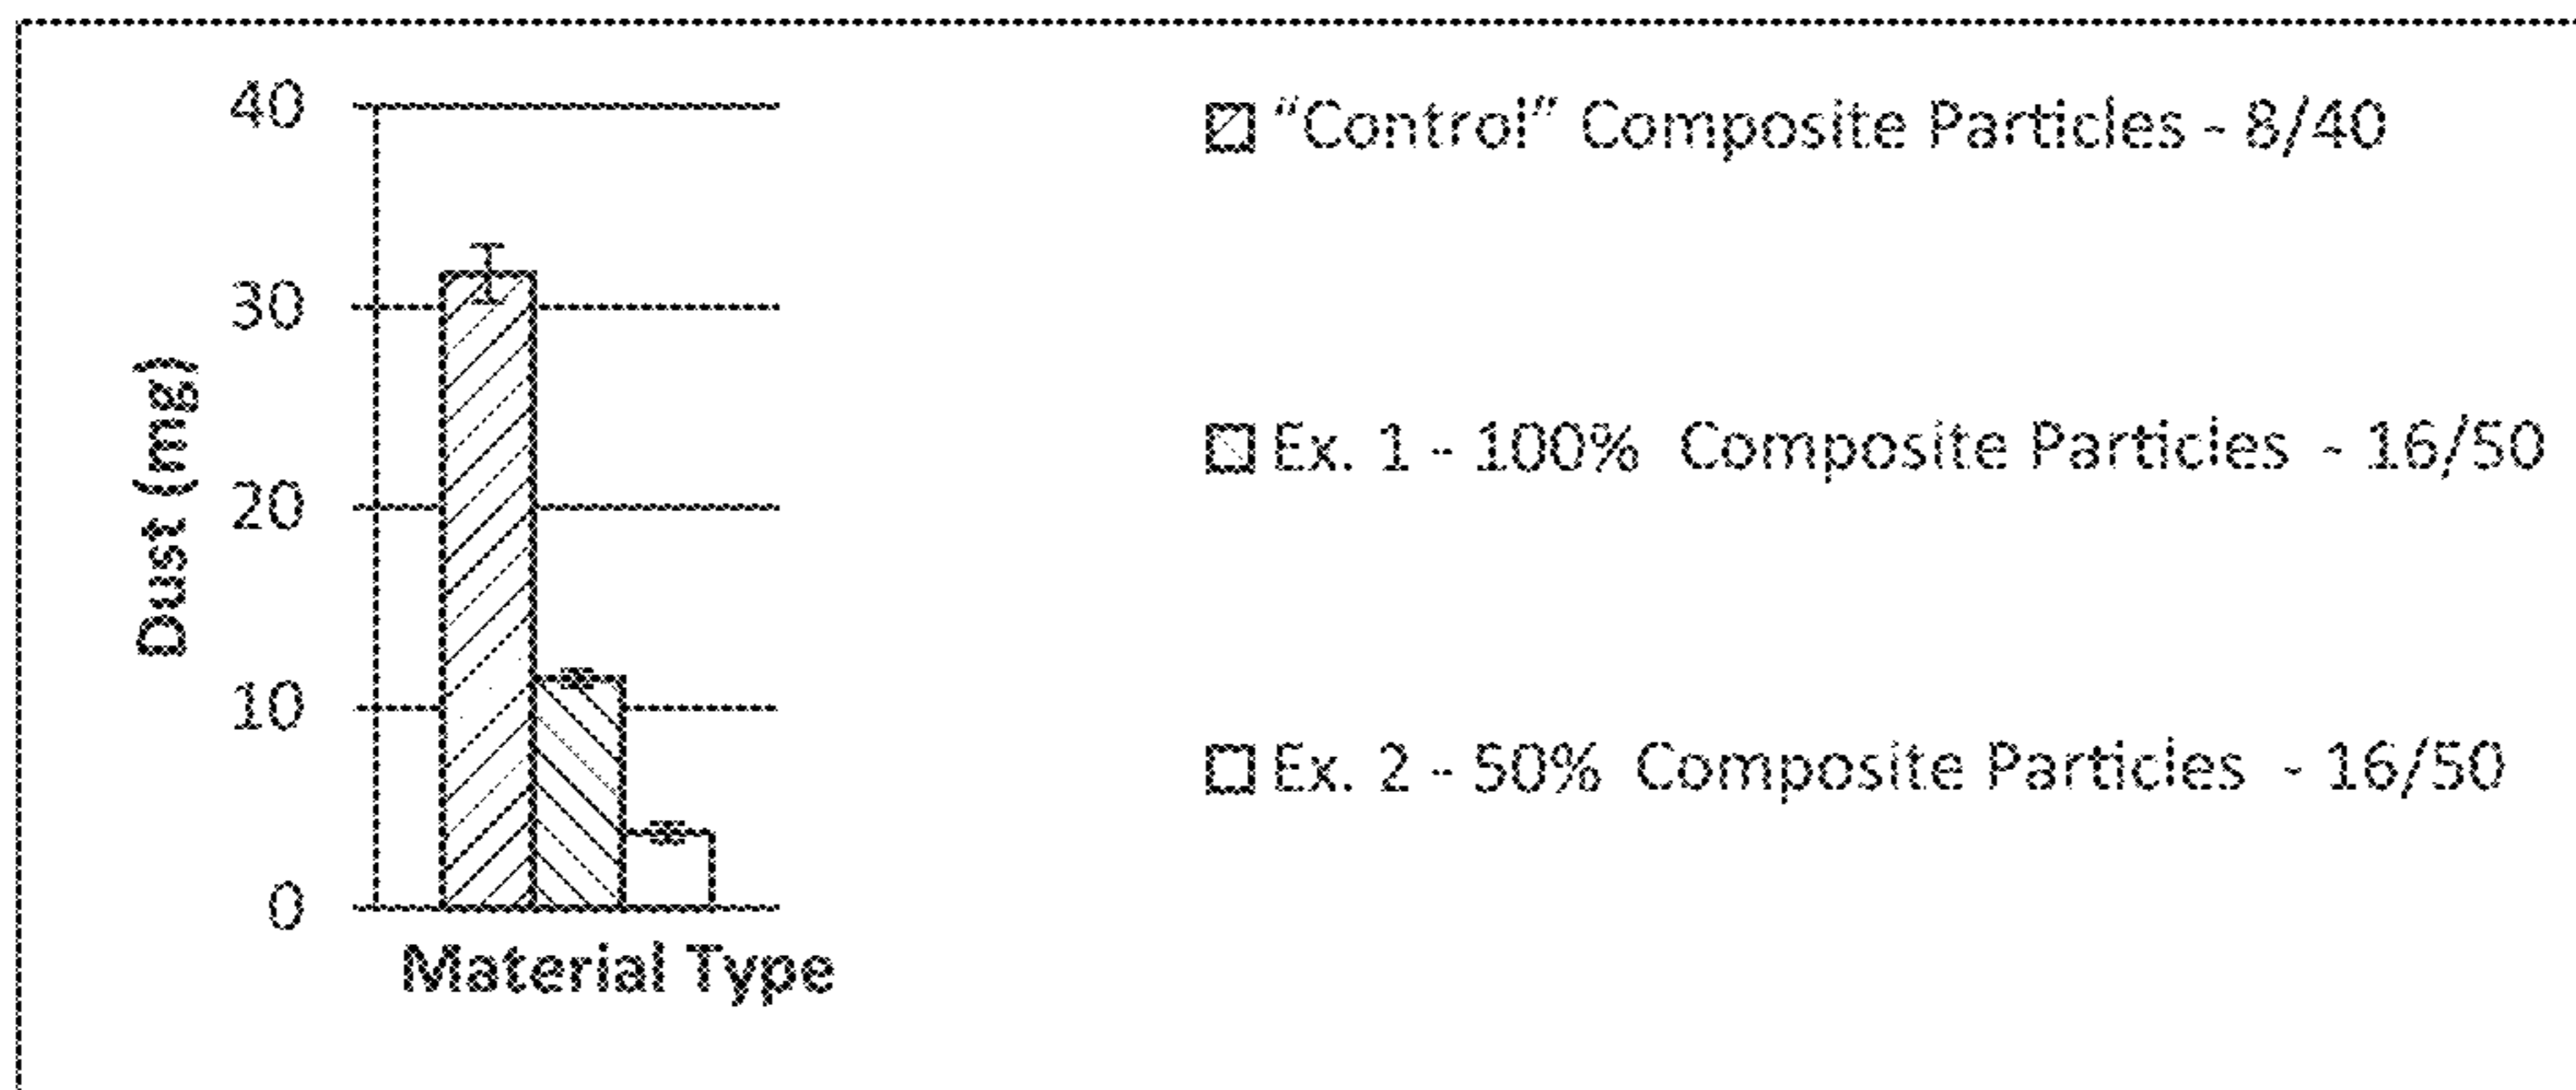 40
30
20
10
0
Dust (mg)
Material Type
"Control" Composite Particles - 8/40
Ex. 1 - 100% Composite Particles - 16/50
Ex. 2 - 50% Composite Particles - 16/50